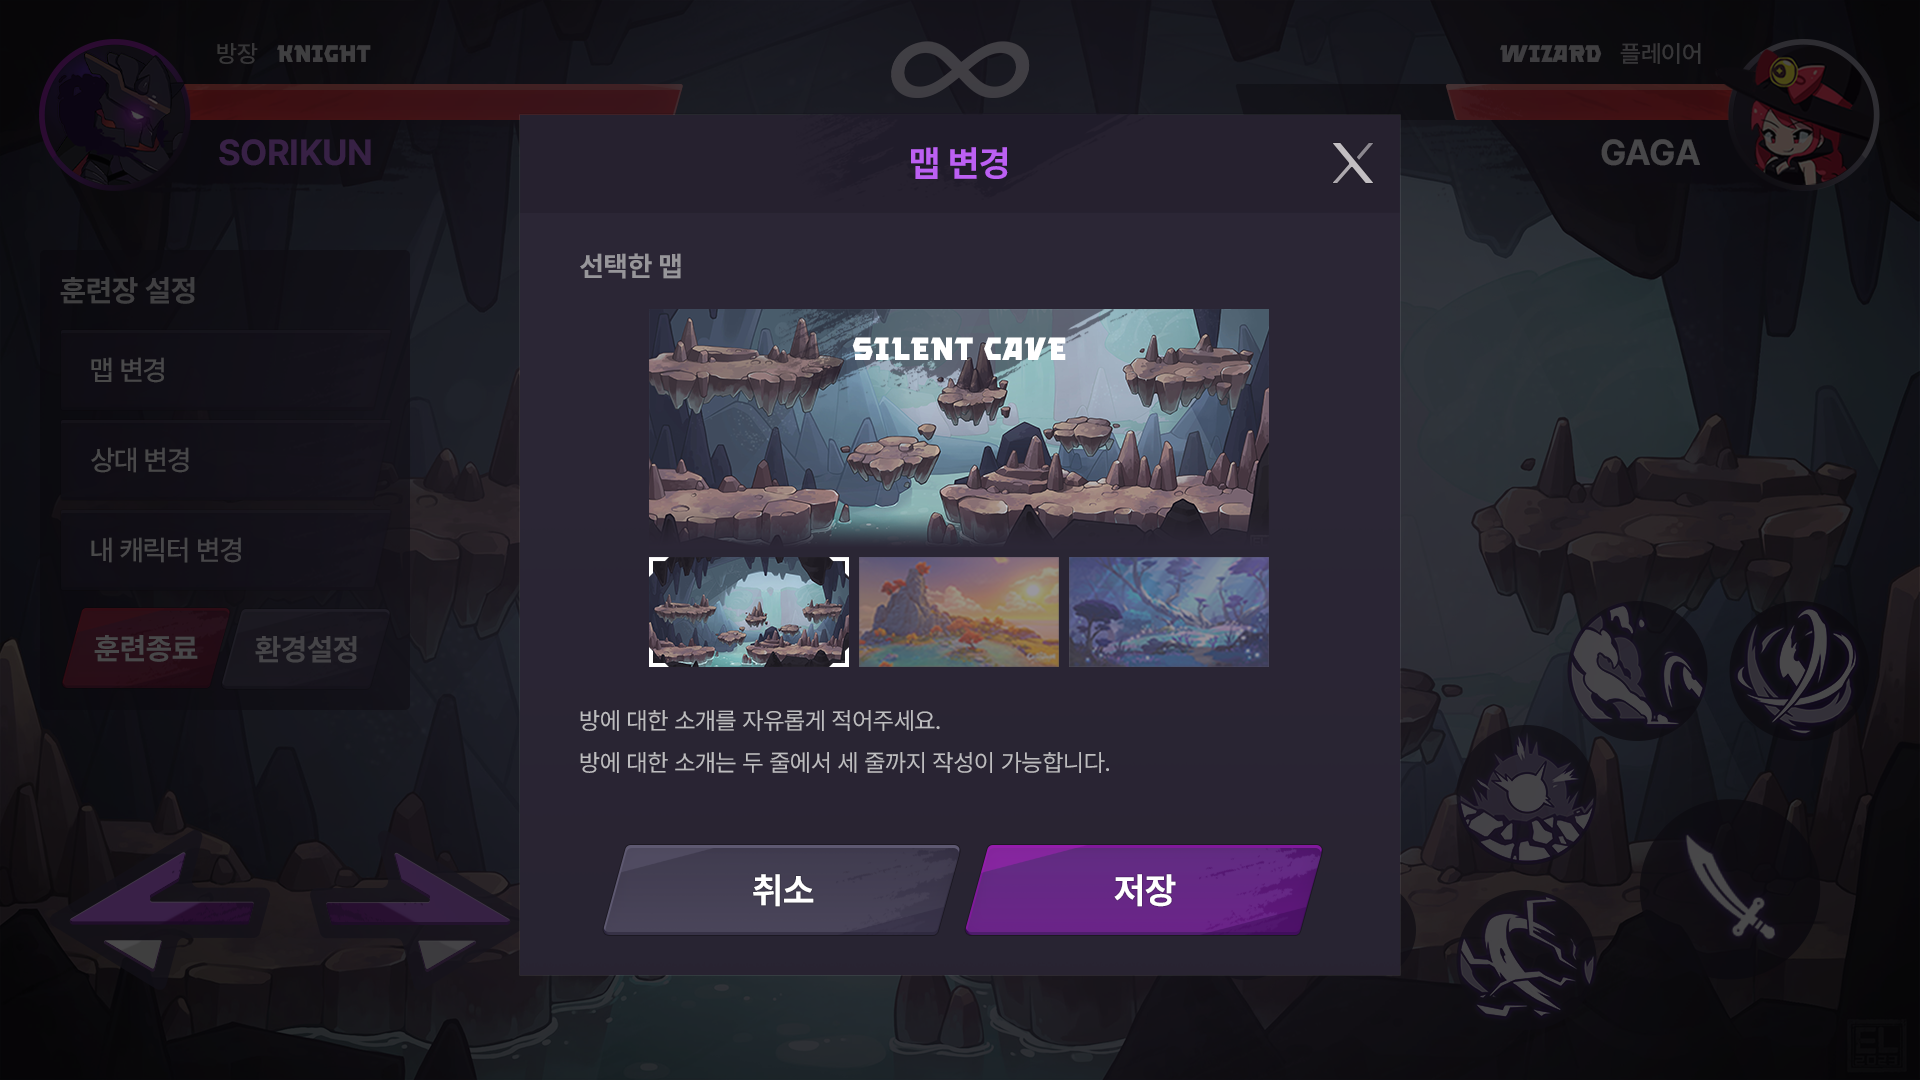 방장 KNIGHT
WIZARD 플레이어
SORIKUN
GAGA
맵 변경
선택한 맵
SILENT CAVE
훈련장 설정
맵 변경
상대 변경
내 캐릭터 변경
훈련종료
환경설정
방에 대한 소개를 자유롭게 적어주세요.
방에 대한 소개는 두 줄에서 세 줄까지 작성이 가능합니다.
취소
저장